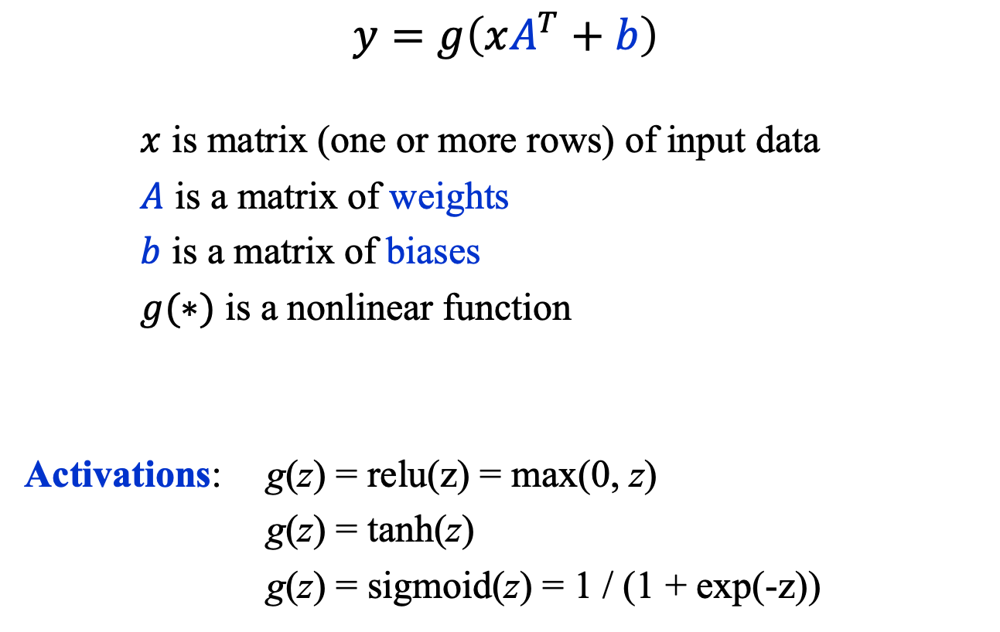 y = g(xAᵀ + b)
x is matrix (one or more rows) of input data
A is a matrix of weights
b is a matrix of biases
g(*) is a nonlinear function
Activations: g(z) = relu(z) = max(0, z)
g(z) = tanh(z)
g(z) = sigmoid(z) = 1 / (1 + exp(-z))